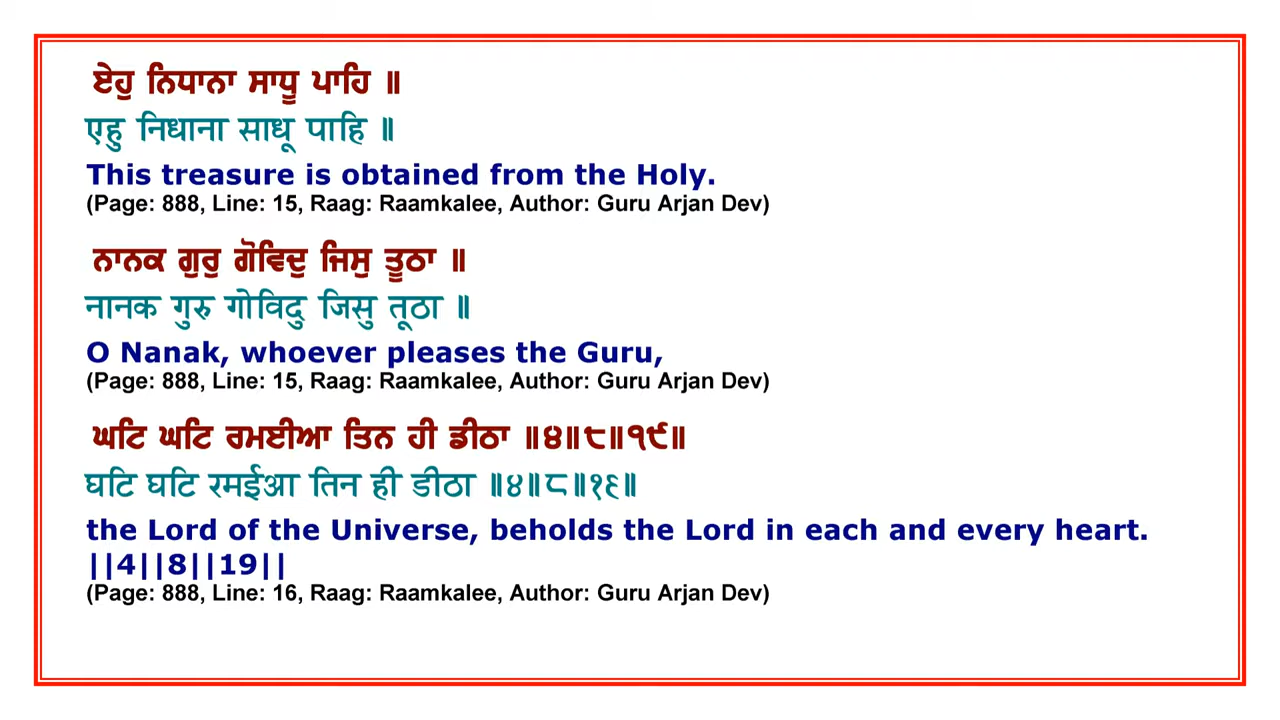 ਏਹੁ ਨਿਧਾਨਾ ਸਾਧੂ ਪਾਹਿ ॥
एहु निधाना साधू पाहि ॥
This treasure is obtained from the Holy.
(Page: 888, Line: 15, Raag: Raamkalee, Author: Guru Arjan Dev)
ਨਾਨਕ ਗੁਰੁ ਗੋਵਿਦੁ ਜਿਸੁ ਤੂਠਾ ॥
नानक गुरु गोविदु जिसु तूठा ॥
O Nanak, whoever pleases the Guru,
(Page: 888, Line: 15, Raag: Raamkalee, Author: Guru Arjan Dev)
ਘਟਿ ਘਟਿ ਰਮਈਆ ਤਿਨ ਹੀ ਡੀਠਾ ॥੪॥੮॥੧੯॥
घटि घटि रमईआ तिन ही डीठा ॥४॥८॥१९॥
the Lord of the Universe, beholds the Lord in each and every heart.
||4||8||19||
(Page: 888, Line: 16, Raag: Raamkalee, Author: Guru Arjan Dev)